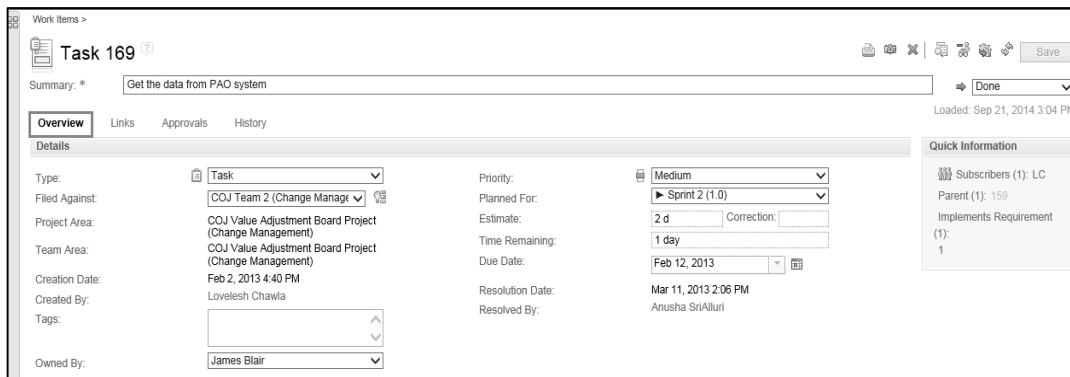 Work Items >
Task 169 ?
Save
Summary: * Get the data from PAO system
Done
Loaded: Sep 21, 2014 3:04 PM
Overview Links Approvals History
Details
Type: Task
Filed Against: COJ Team 2 (Change Manage
Project Area: COJ Value Adjustment Board Project
(Change Management)
Team Area: COJ Value Adjustment Board Project
(Change Management)
Creation Date: Feb 2, 2013 4:40 PM
Created By: Lovelesh Chawla
Tags:
Owned By: James Blair
Priority: Medium
Planned For: ► Sprint 2 (1.0)
Estimate: 2 d Correction:
Time Remaining: 1 day
Due Date: Feb 12, 2013
Resolution Date: Mar 11, 2013 2:06 PM
Resolved By: Anusha SriAlluri
Quick Information
Subscribers (1): LC
Parent (1): 159
Implements Requirement
(1):
1